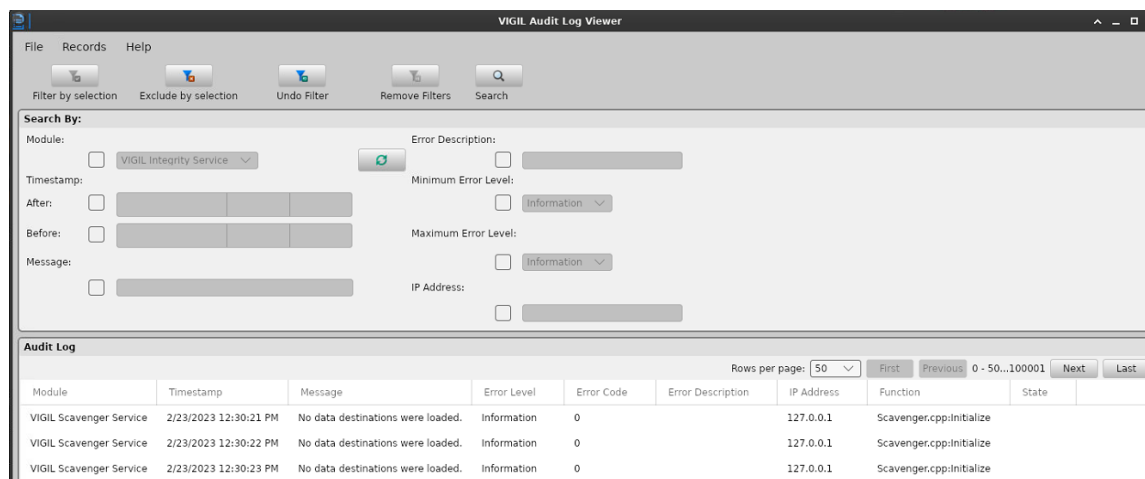 VIGIL Audit Log Viewer
File Records Help
Filter by selection Exclude by selection Undo Filter Remove Filters Search
Search By:
Module: Error Description:
VIGIL Integrity Service
Timestamp: Minimum Error Level:
After: Information
Before: Maximum Error Level:
Message: Information
IP Address:
Audit Log
Rows per page: 50 First Previous 0 - 50...100001 Next Last
Module Timestamp Message Error Level Error Code Error Description IP Address Function State
VIGIL Scavenger Service 2/23/2023 12:30:21 PM No data destinations were loaded. Information 0 127.0.0.1 Scavenger.cpp:Initialize
VIGIL Scavenger Service 2/23/2023 12:30:22 PM No data destinations were loaded. Information 0 127.0.0.1 Scavenger.cpp:Initialize
VIGIL Scavenger Service 2/23/2023 12:30:23 PM No data destinations were loaded. Information 0 127.0.0.1 Scavenger.cpp:Initialize